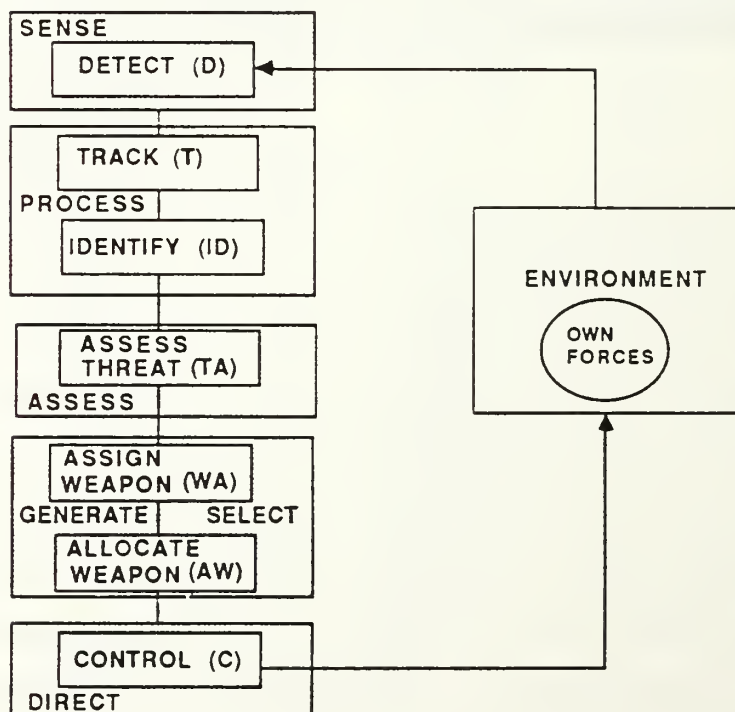 SENSE
DETECT (D)
TRACK (T)
PROCESS
IDENTIFY (ID)
ASSESS
THREAT (TA)
ASSESS
ASSIGN
WEAPON (WA)
GENERATE SELECT
ALLOCATE
WEAPON (AW)
CONTROL (C)
DIRECT
ENVIRONMENT
OWN
FORCES